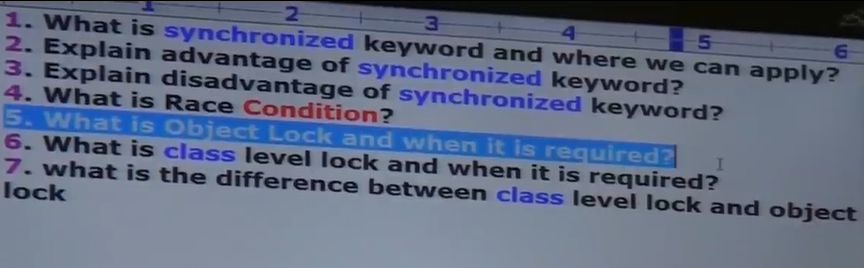 1 2 3 4 5 6
1. What is synchronized keyword and where we can apply?
2. Explain advantage of synchronized keyword?
3. Explain disadvantage of synchronized keyword?
4. What is Race Condition?
5. What is Object Lock and when it is required?
6. What is class level lock and when it is required?
7. what is the difference between class level lock and object
lock